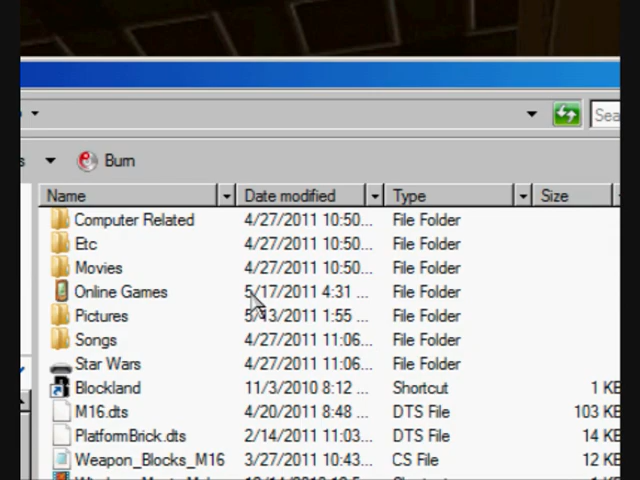 Sea
s Burn
Name Date modified Type Size
Computer Related 4/27/2011 10:50... File Folder
Etc 4/27/2011 10:50... File Folder
Movies 4/27/2011 10:50... File Folder
Online Games 5/17/2011 4:31 ... File Folder
Pictures 5/13/2011 1:55 ... File Folder
Songs 4/27/2011 11:06... File Folder
Star Wars 4/27/2011 11:06... File Folder
Blockland 11/3/2010 8:12 ... Shortcut 1 KB
M16.dts 4/20/2011 8:48 ... DTS File 103 KB
PlatformBrick.dts 2/14/2011 11:03... DTS File 14 KB
Weapon_Blocks_M16 3/27/2011 10:43... CS File 12 KB